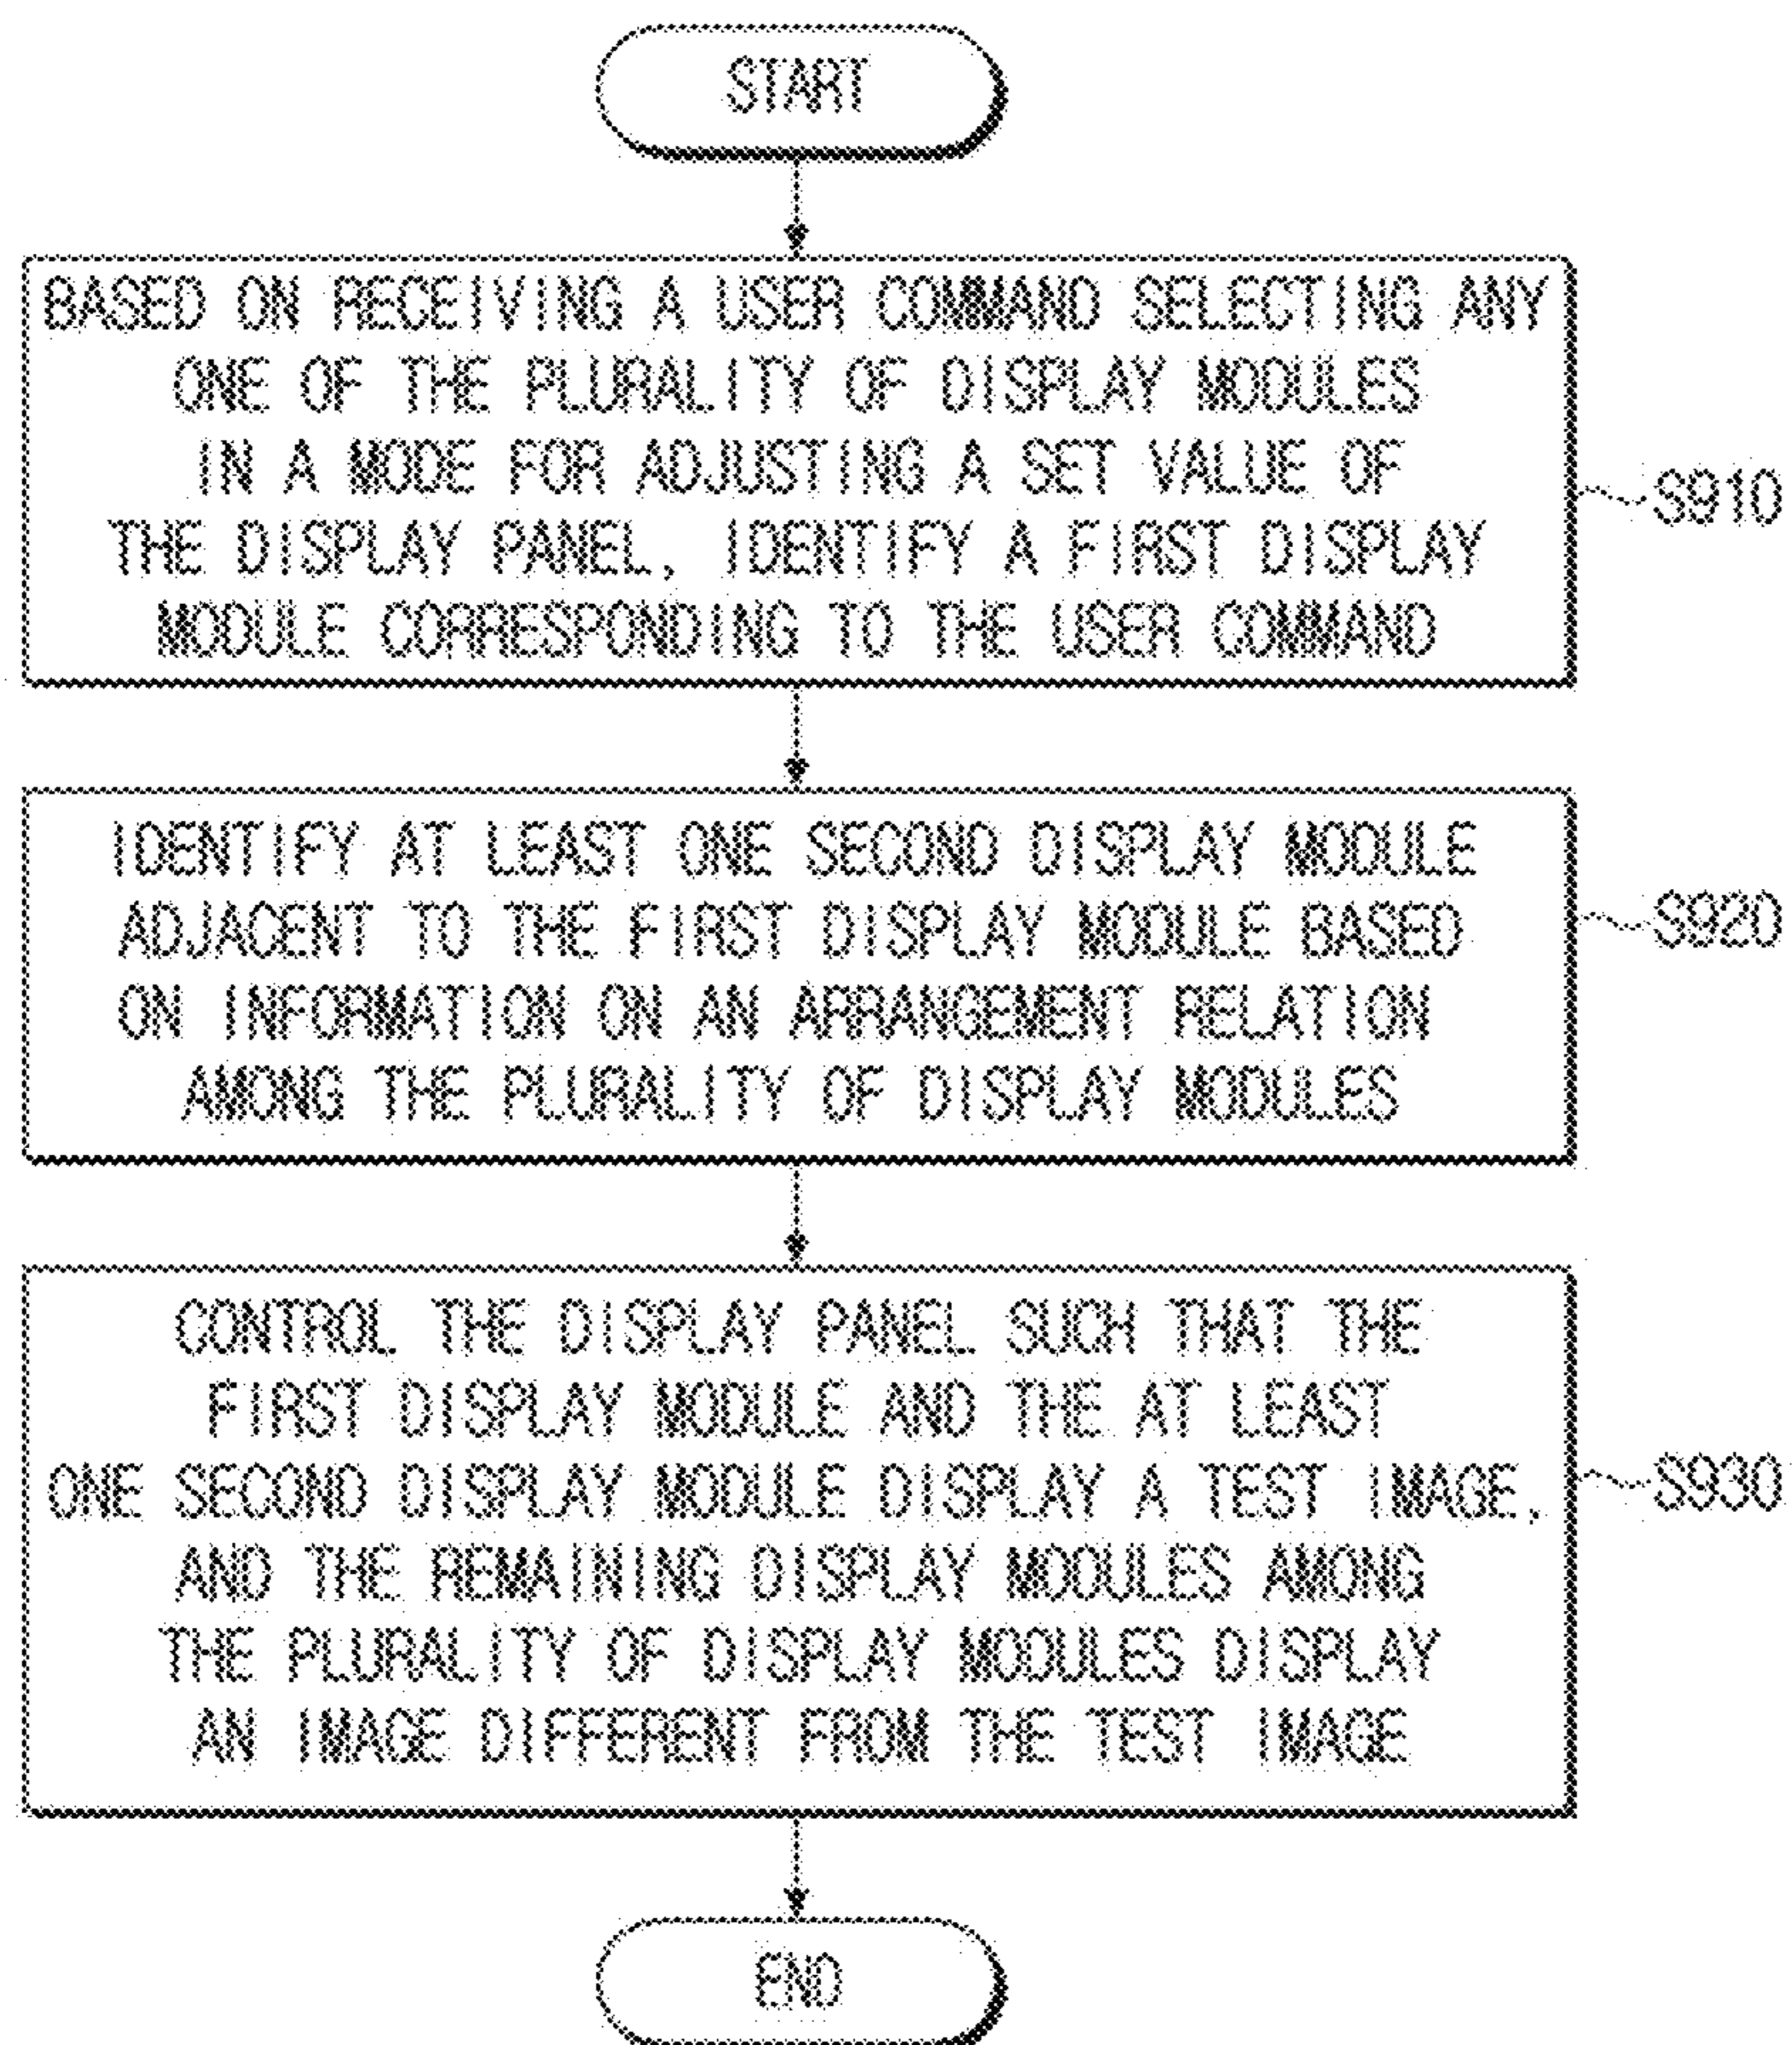 START
BASED ON RECEIVING A USER COMMAND SELECTING ANY
ONE OF THE PLURALITY OF DISPLAY MODULES
IN A MODE FOR ADJUSTING A SET VALUE OF
THE DISPLAY PANEL, IDENTIFY A FIRST DISPLAY
MODULE CORRESPONDING TO THE USER COMMAND
S910
IDENTIFY AT LEAST ONE SECOND DISPLAY MODULE
ADJACENT TO THE FIRST DISPLAY MODULE BASED
ON INFORMATION ON AN ARRANGEMENT RELATION
AMONG THE PLURALITY OF DISPLAY MODULES
S920
CONTROL THE DISPLAY PANEL SUCH THAT THE
FIRST DISPLAY MODULE AND THE AT LEAST
ONE SECOND DISPLAY MODULE DISPLAY A TEST IMAGE,
AND THE REMAINING DISPLAY MODULES AMONG
THE PLURALITY OF DISPLAY MODULES DISPLAY
AN IMAGE DIFFERENT FROM THE TEST IMAGE
S930
END